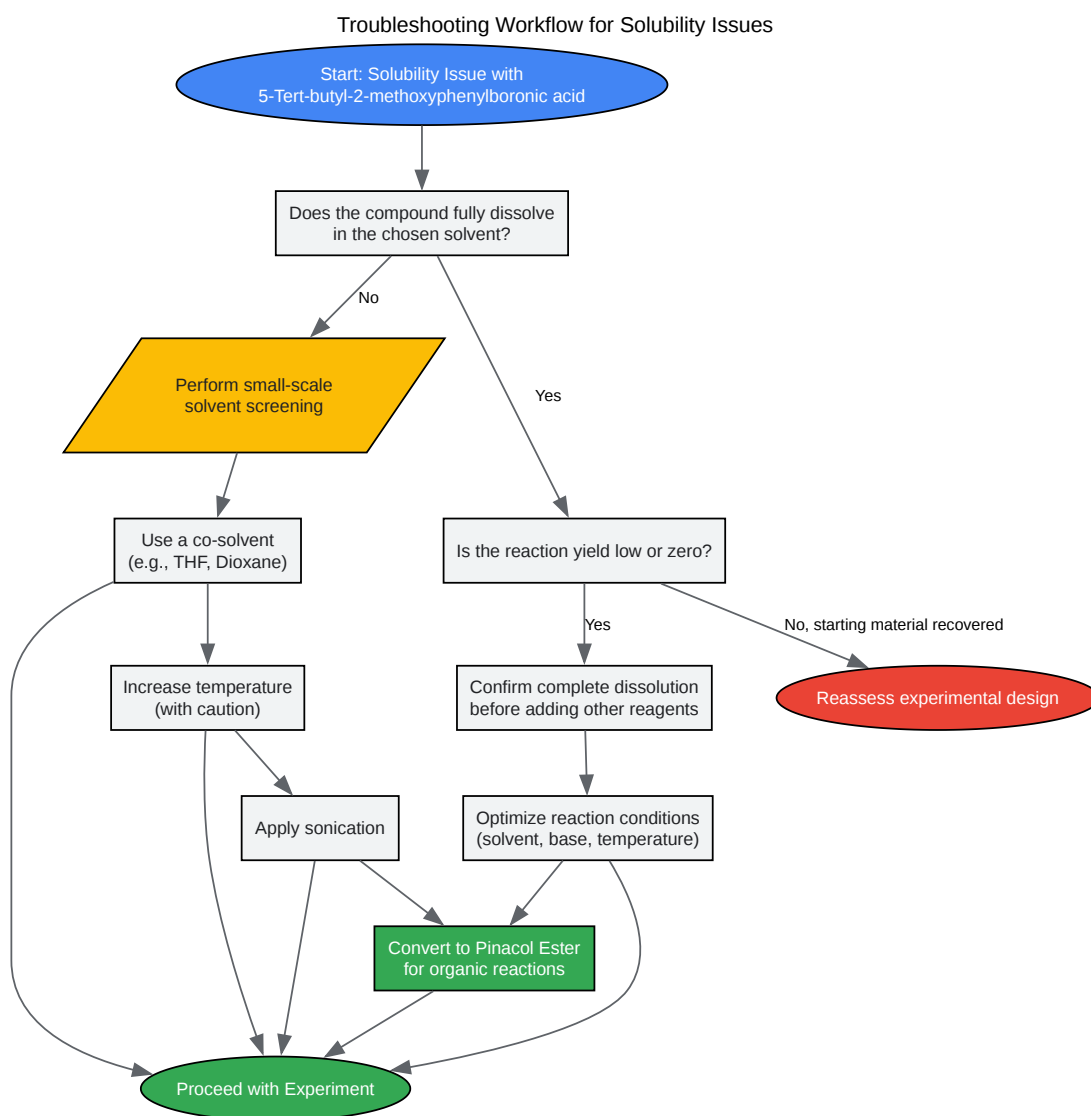 Troubleshooting Workflow for Solubility Issues
Start: Solubility Issue with
5-Tert-butyl-2-methoxyphenylboronic acid
Does the compound fully dissolve
in the chosen solvent?
No
Yes
Perform small-scale
solvent screening
Use a co-solvent
(e.g., THF, Dioxane)
Is the reaction yield low or zero?
Yes
No, starting material recovered
Increase temperature
(with caution)
Confirm complete dissolution
before adding other reagents
Reassess experimental design
Apply sonication
Optimize reaction conditions
(solvent, base, temperature)
Convert to Pinacol Ester
for organic reactions
Proceed with Experiment